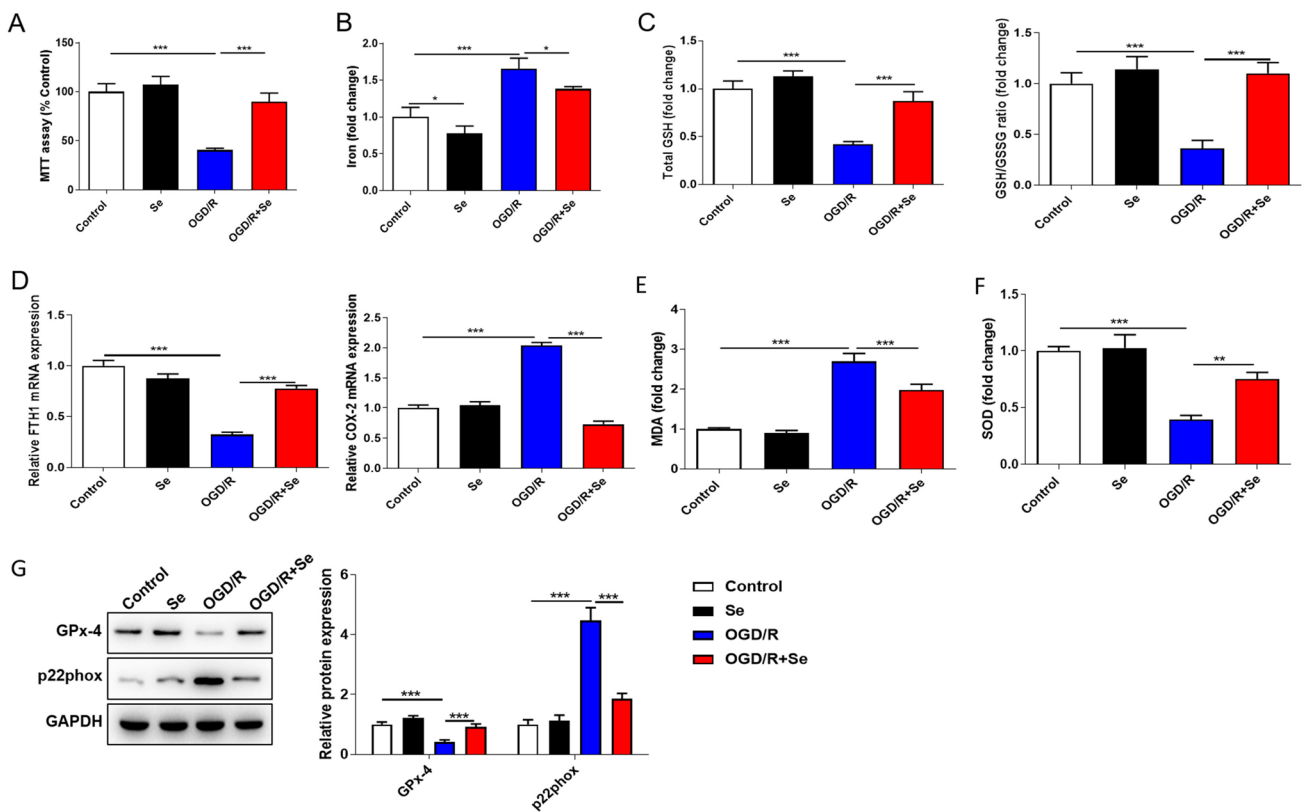 A
MTT assay (% Control)
150
100
50
0
***
***
Control
Se
OGD/R
OGD/R+Se
B
Iron (fold change)
2.0
1.5
1.0
0.5
0.0
***
*
*
Control
Se
OGD/R
OGD/R+Se
C
Total GSH (fold change)
1.5
1.0
0.5
0.0
***
***
Control
Se
OGD/R
OGD/R+Se
GSH/GSSG ratio (fold change)
1.5
1.0
0.5
0.0
***
***
Control
Se
OGD/R
OGD/R+Se
D
Relative FTH1 mRNA expression
1.5
1.0
0.5
0.0
***
***
Control
Se
OGD/R
OGD/R+Se
Relative COX-2 mRNA expression
2.5
2.0
1.5
1.0
0.5
0.0
***
***
Control
Se
OGD/R
OGD/R+Se
E
MDA (fold change)
4
3
2
1
0
***
***
Control
Se
OGD/R
OGD/R+Se
F
SOD (fold change)
1.5
1.0
0.5
0.0
***
**
Control
Se
OGD/R
OGD/R+Se
G
Control
Se
OGD/R
OGD/R+Se
GPx-4
p22phox
GAPDH
Relative protein expression
6
4
2
0
***
***
***
***
GPx-4
p22phox
Control
Se
OGD/R
OGD/R+Se